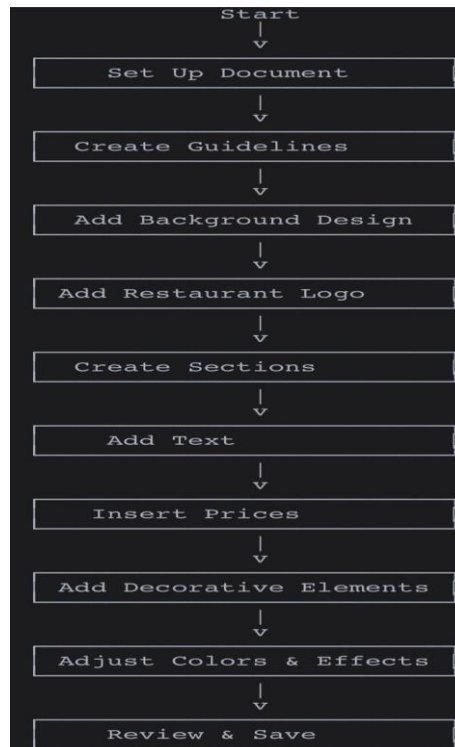 Start
Set Up Document
Create Guidelines
Add Background Design
Add Restaurant Logo
Create Sections
Add Text
Insert Prices
Add Decorative Elements
Adjust Colors & Effects
Review & Save